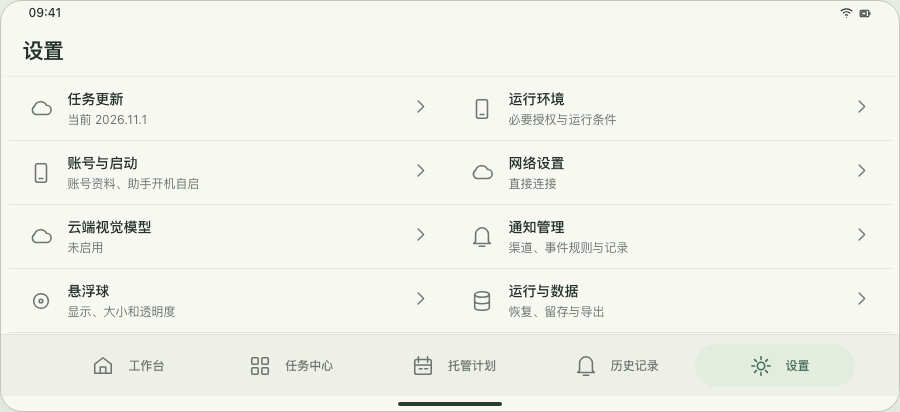 09:41
设置
任务更新
当前 2026.11.1
运行环境
必要授权与运行条件
账号与启动
账号资料、助手开机自启
网络设置
直接连接
云端视觉模型
未启用
通知管理
渠道、事件规则与记录
悬浮球
显示、大小和透明度
运行与数据
恢复、留存与导出
工作台
任务中心
托管计划
历史记录
设置